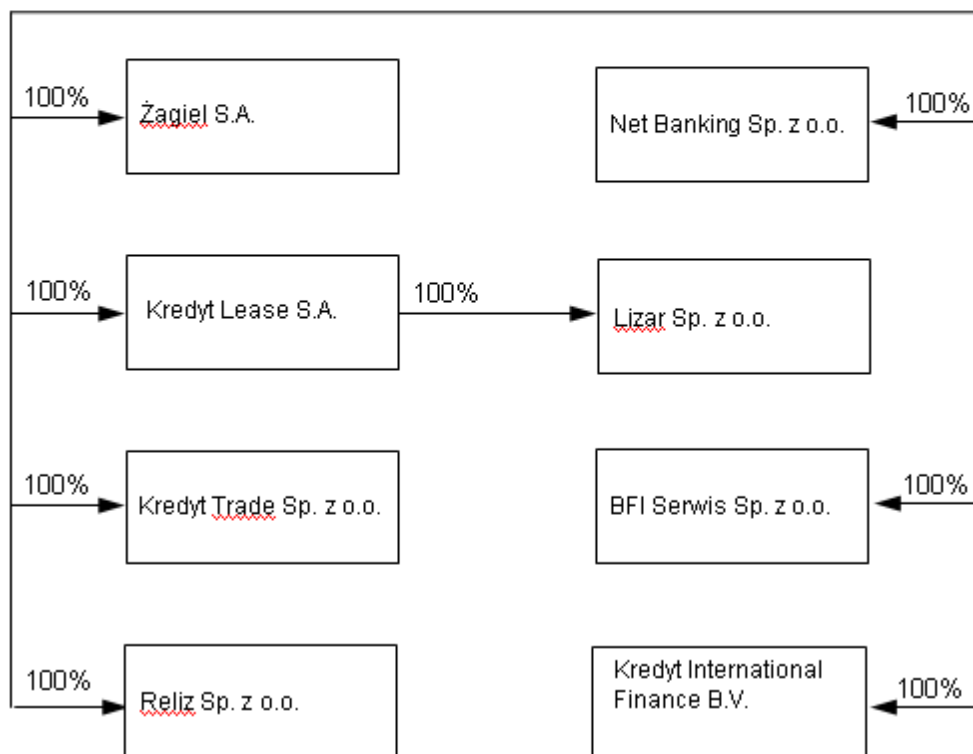 100%
Żagiel S.A.
Net Banking Sp. z o.o.
100%
100%
Kredyt Lease S.A.
100%
Lizar Sp. z o.o.
100%
Kredyt Trade Sp. z o.o.
BFI Serwis Sp. z o.o.
100%
100%
Reliz Sp. z o.o.
Kredyt International
Finance B.V.
100%